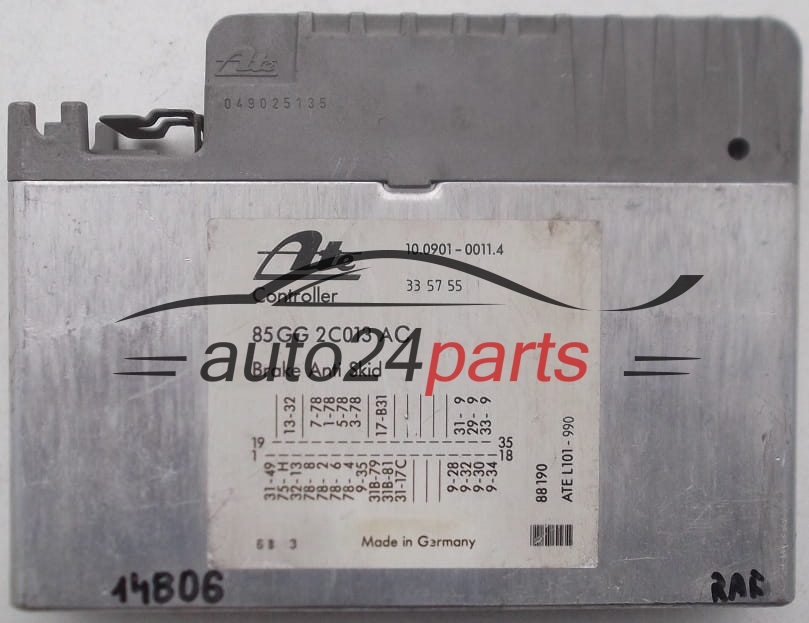 Ate
049025135
Ate
10.0901-0011.4
33 57 55
Controller
85GG 2C013 AC
auto24parts
Brake Anti Skid
13-32
7-78
1-78
5-78
3-78
17-B31
31- 9
29- 9
33- 9
19
35
1
18
31-49
75- H
32-13
78- 8
78- 2
78- 6
78- 4
9-35
31B-79
31B-81
31-17C
9-28
9-32
9-30
9-34
88190
ATE L101-990
68 3
Made in Germany
14B06